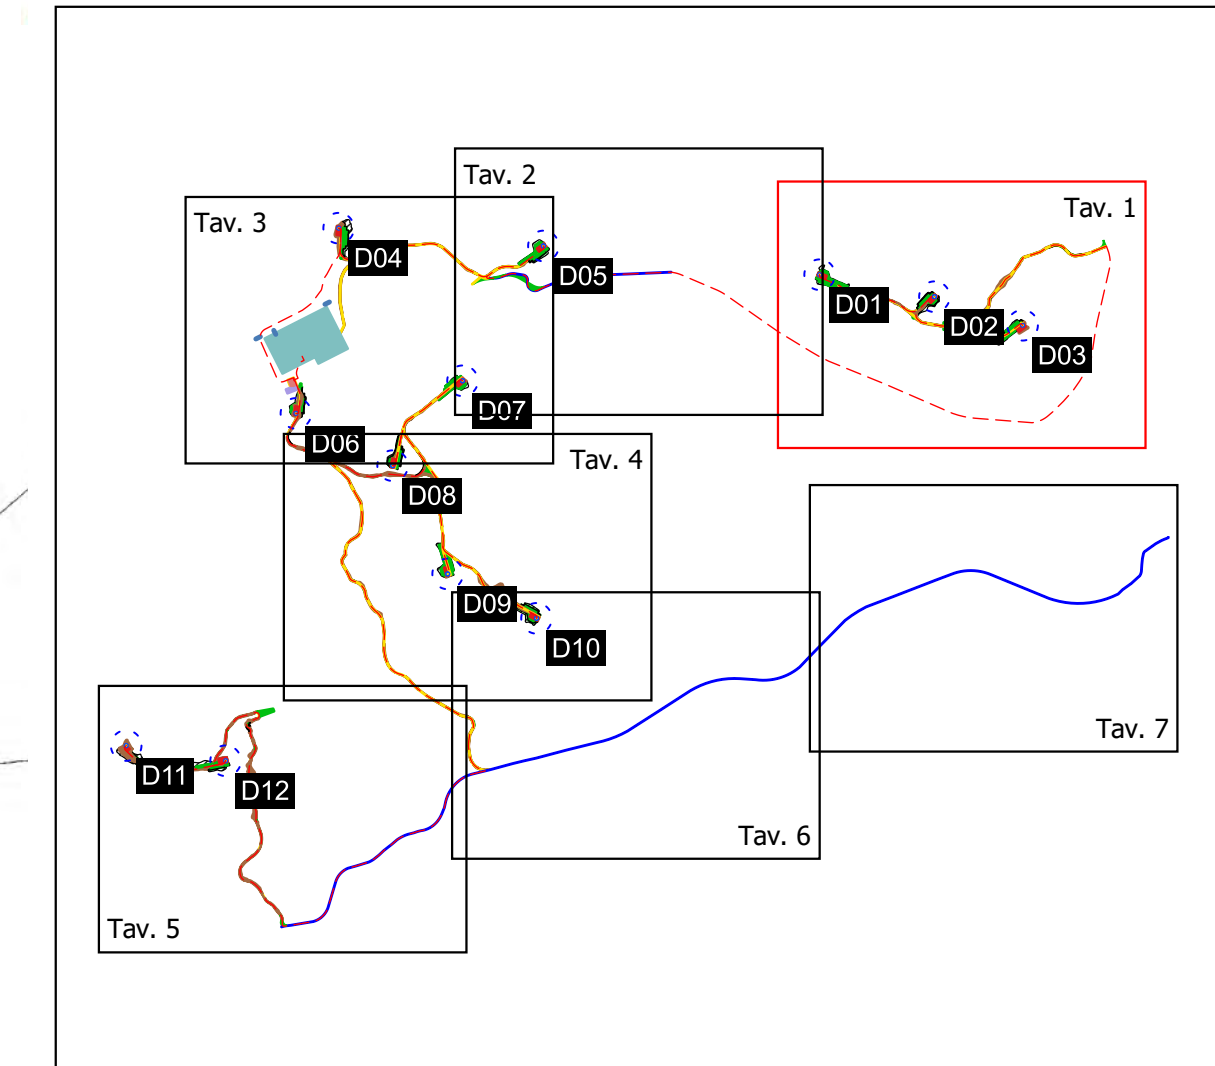 Tav. 2
Tav. 1
Tav. 3
D04
D05
D01
D02
D03
D07
D06
Tav. 4
D08
D09
D10
Tav. 7
D11
D12
Tav. 6
Tav. 5